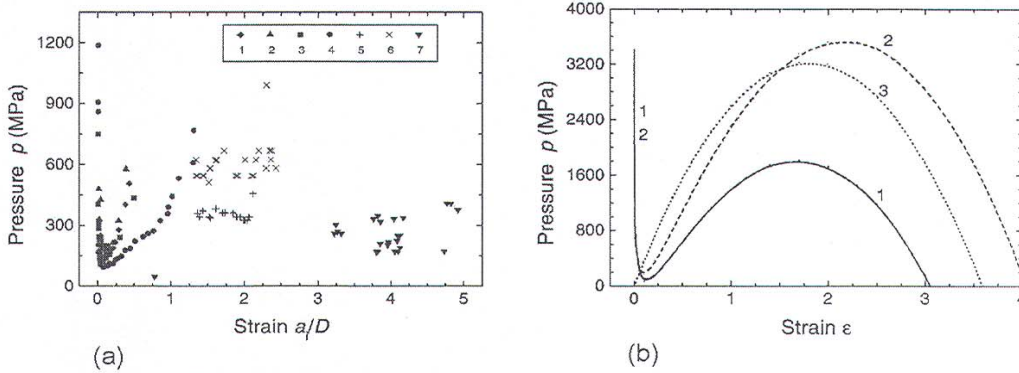 1200
900
600
300
0
Pressure p (MPa)
1 2 3 4 5 6 7
0 1 2 3 4 5
Strain a/D
(a)
4000
3200
2400
1600
800
0
Pressure p (MPa)
1
2
2
3
1
0 1 2 3 4
Strain ε
(b)